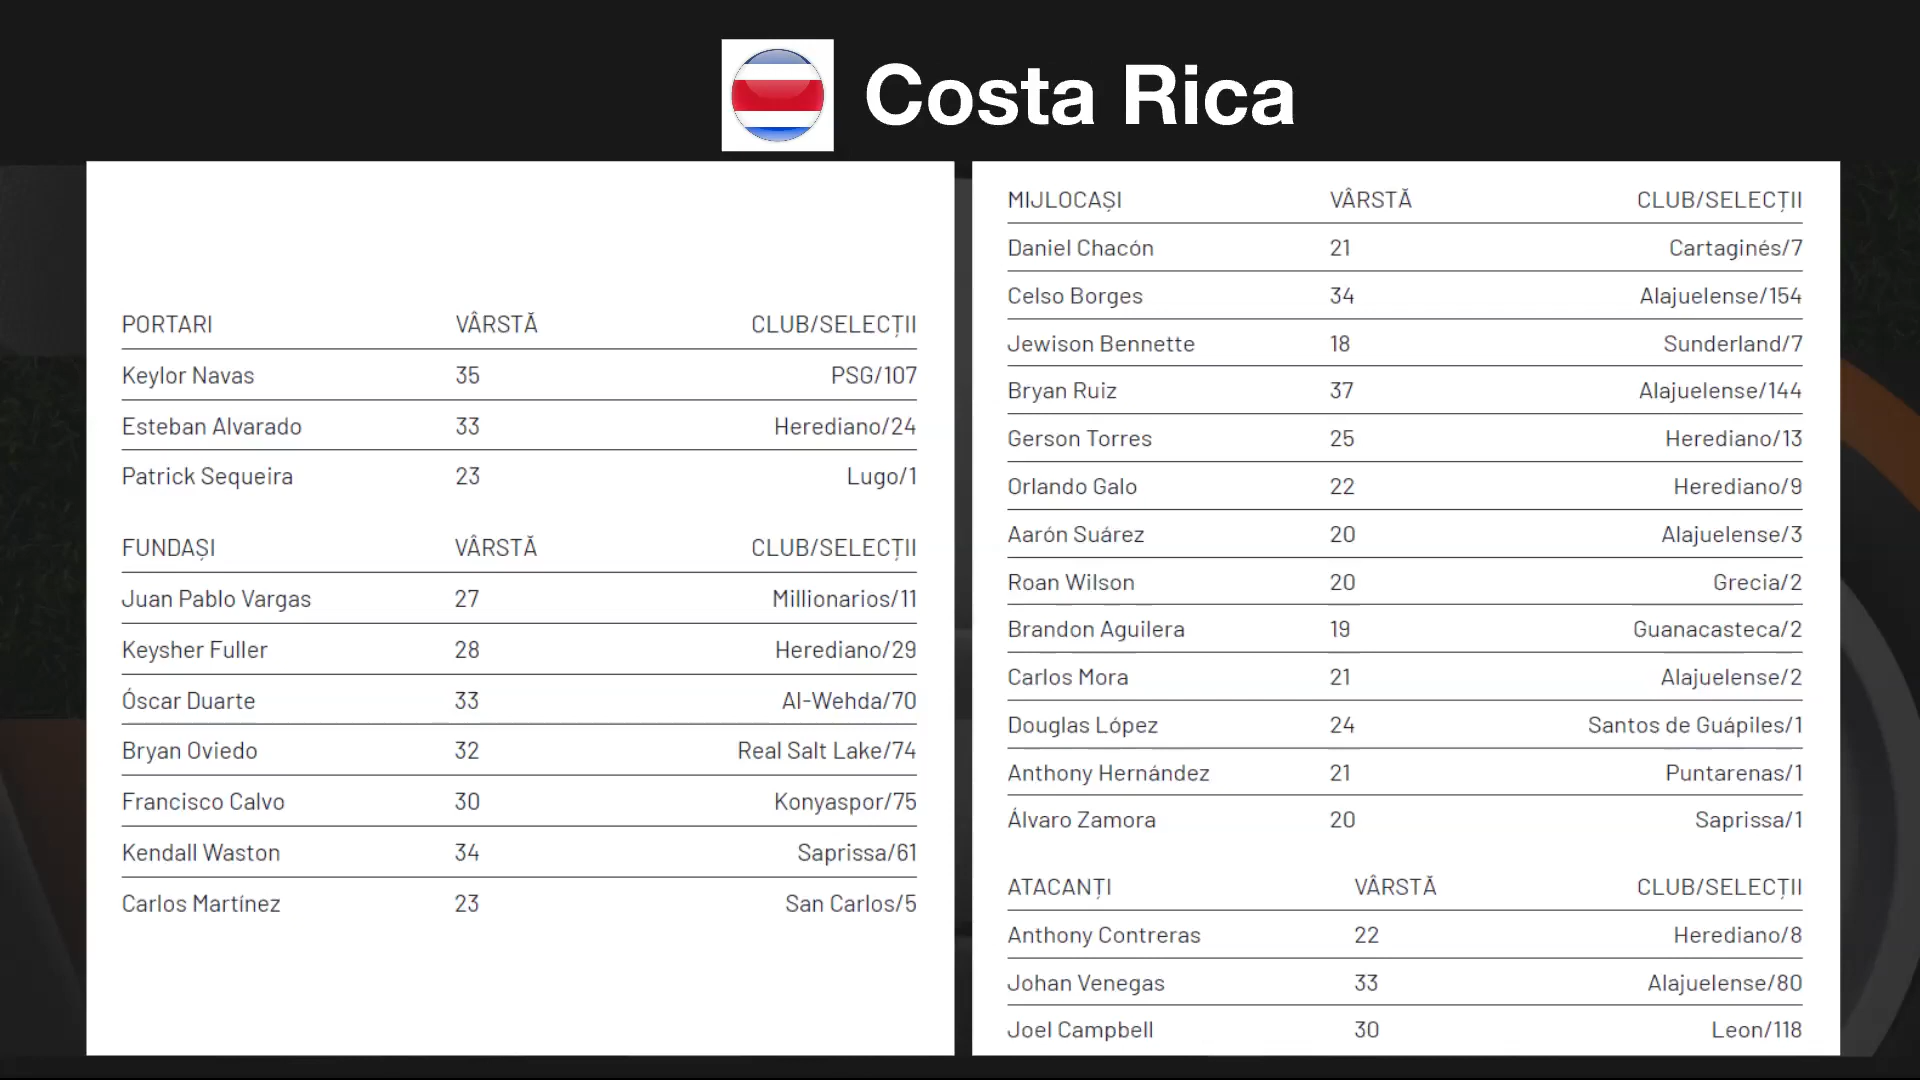 Costa Rica
PORTARI VÂRSTĂ CLUB/SELECȚII
Keylor Navas 35 PSG/107
Esteban Alvarado 33 Herediano/24
Patrick Sequeira 23 Lugo/1
FUNDAȘI VÂRSTĂ CLUB/SELECȚII
Juan Pablo Vargas 27 Millionarios/11
Keysher Fuller 28 Herediano/29
Óscar Duarte 33 Al-Wehda/70
Bryan Oviedo 32 Real Salt Lake/74
Francisco Calvo 30 Konyaspor/75
Kendall Waston 34 Saprissa/61
Carlos Martínez 23 San Carlos/5
MIJLOCAȘI VÂRSTĂ CLUB/SELECȚII
Daniel Chacón 21 Cartaginés/7
Celso Borges 34 Alajuelense/154
Jewison Bennette 18 Sunderland/7
Bryan Ruiz 37 Alajuelense/144
Gerson Torres 25 Herediano/13
Orlando Galo 22 Herediano/9
Aarón Suárez 20 Alajuelense/3
Roan Wilson 20 Grecia/2
Brandon Aguilera 19 Guanacasteca/2
Carlos Mora 21 Alajuelense/2
Douglas López 24 Santos de Guápiles/1
Anthony Hernández 21 Puntarenas/1
Álvaro Zamora 20 Saprissa/1
ATACANȚI VÂRSTĂ CLUB/SELECȚII
Anthony Contreras 22 Herediano/8
Johan Venegas 33 Alajuelense/80
Joel Campbell 30 Leon/118